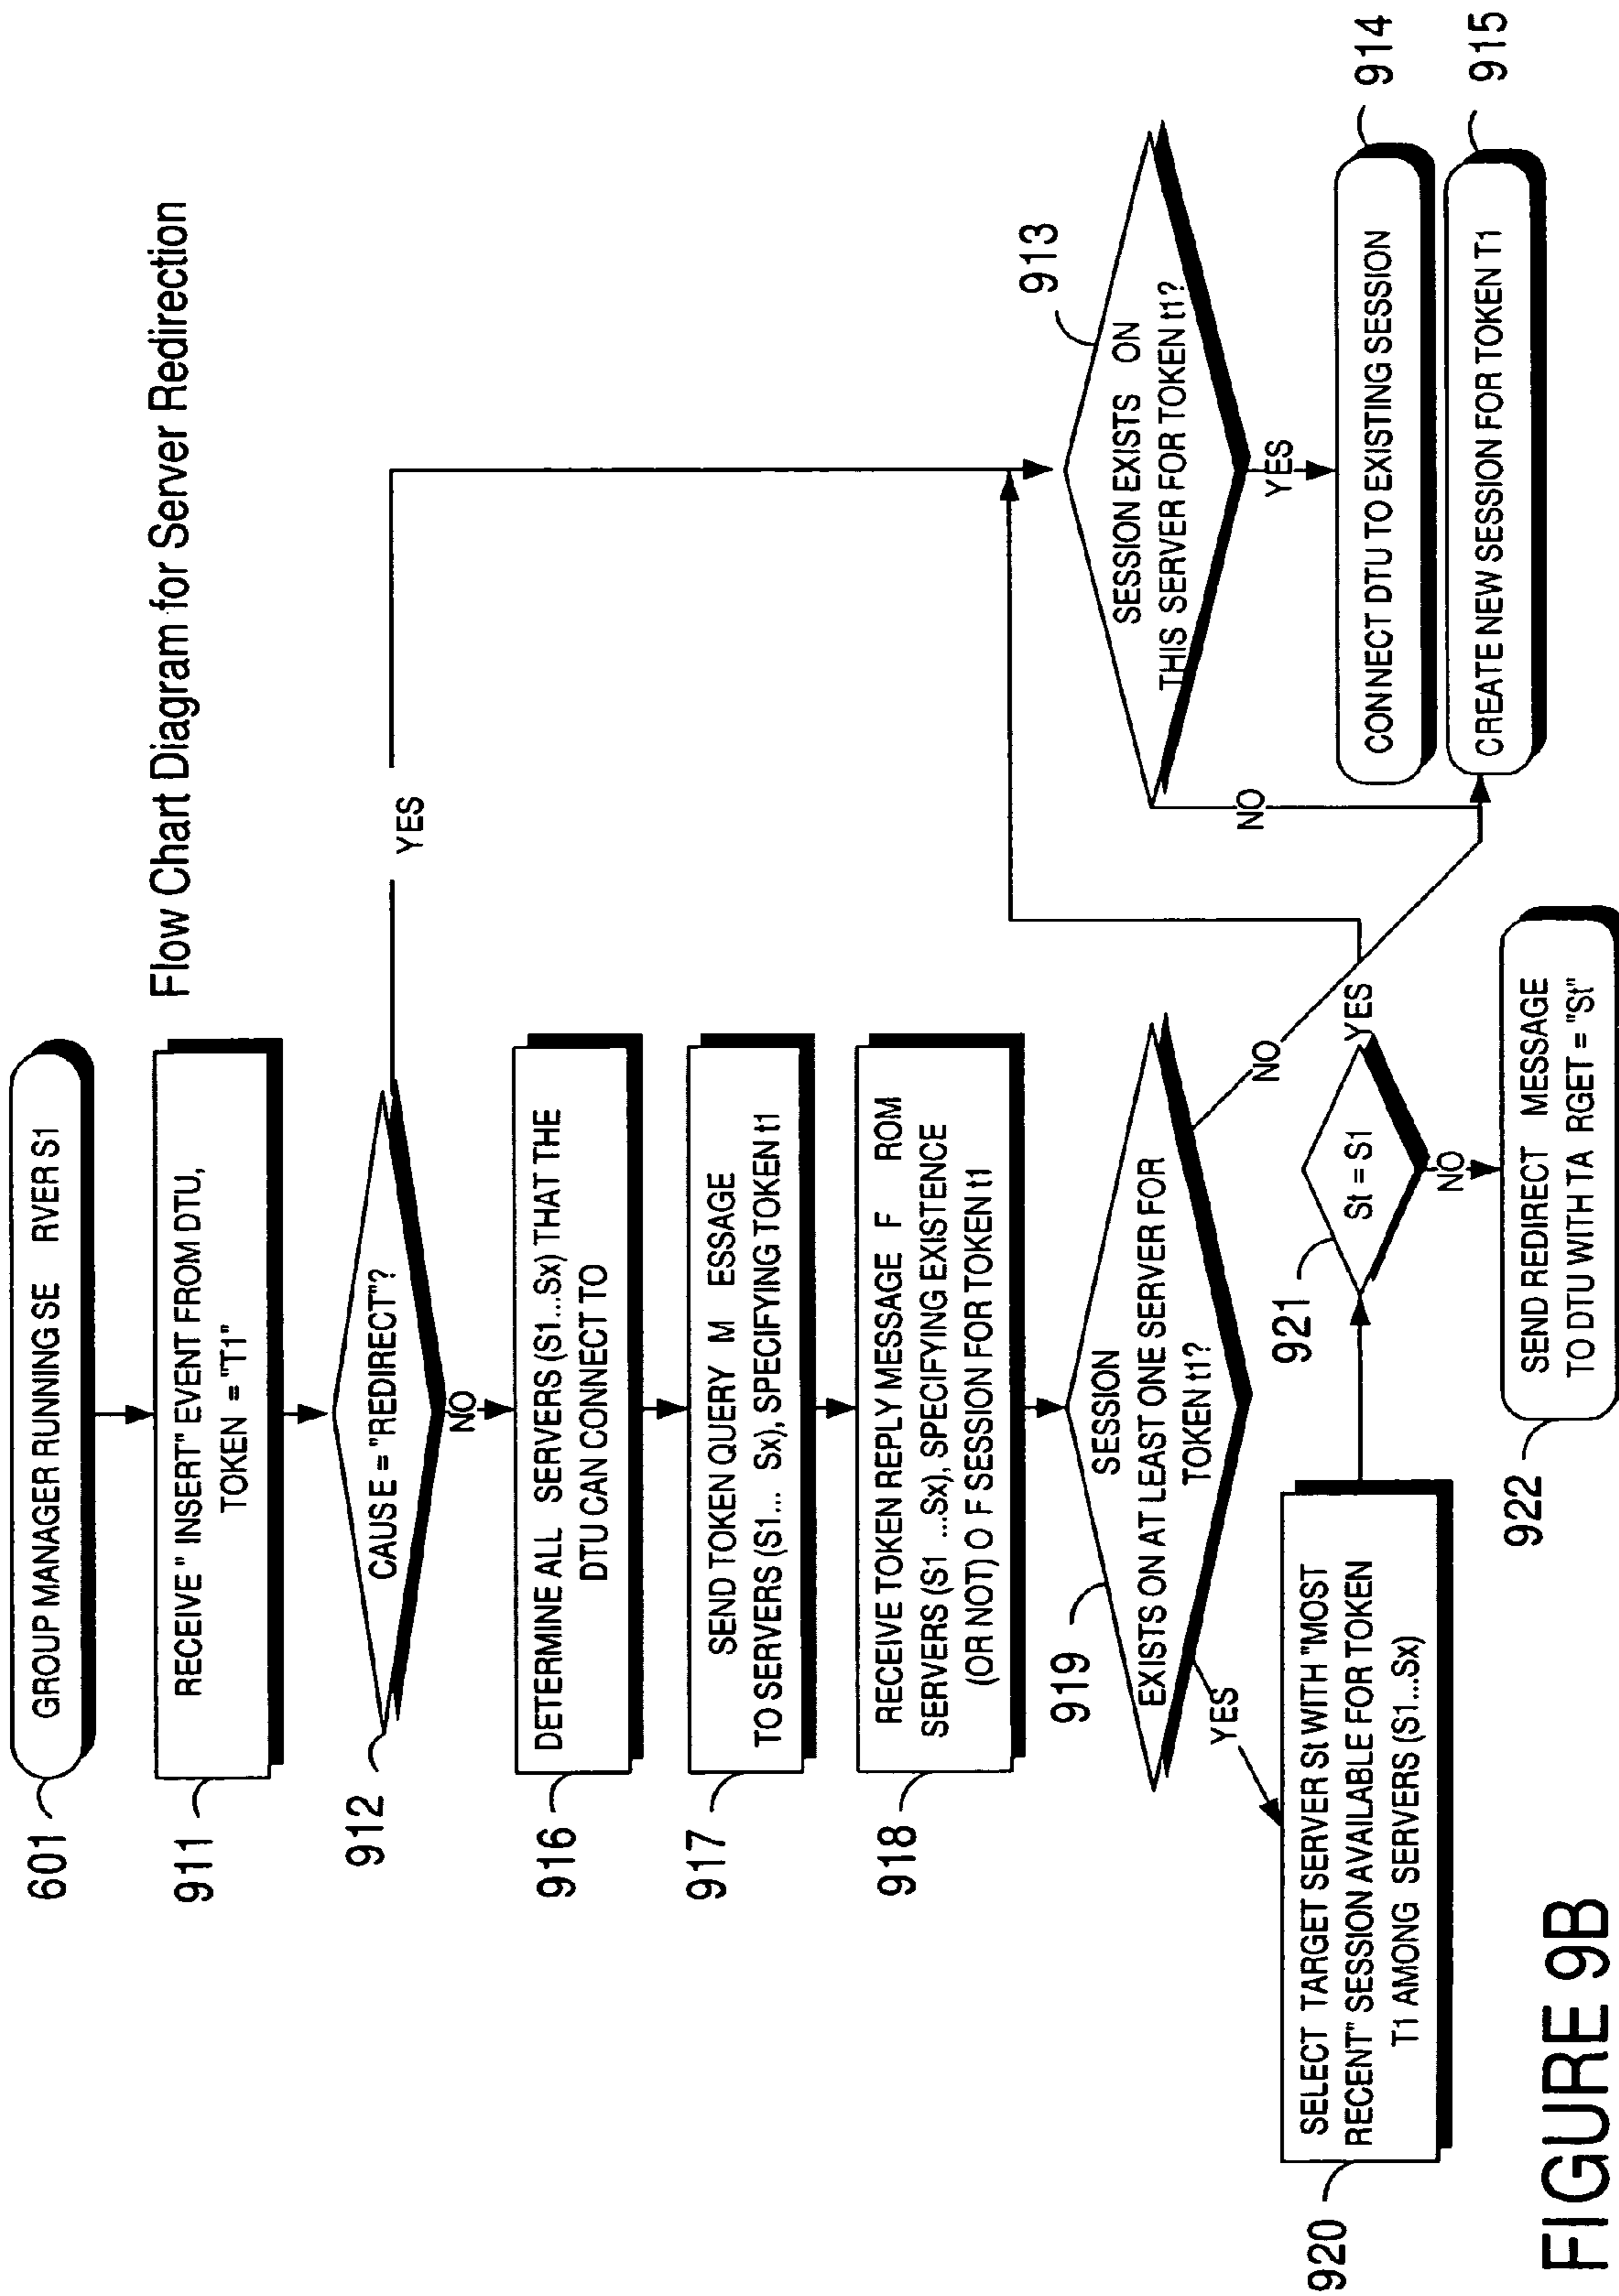 Flow Chart Diagram for Server Redirection
601
GROUP MANAGER RUNNING SE RVER S1
911
RECEIVE " INSERT" EVENT FROM DTU,
TOKEN = "T1"
912
CAUSE = "REDIRECT"?
YES
NO
916
DETERMINE ALL SERVERS (S1...Sx) THAT THE
DTU CAN CONNECT TO
917
SEND TOKEN QUERY M ESSAGE
TO SERVERS (S1... Sx), SPECIFYING TOKEN t1
918
RECEIVE TOKEN REPLY MESSAGE F ROM
SERVERS (S1 ...Sx), SPECIFYING EXISTENCE
(OR NOT) O F SESSION FOR TOKEN t1
919
SESSION
EXISTS ON AT LEAST ONE SERVER FOR
TOKEN t1?
YES
NO
920
SELECT TARGET SERVER St WITH "MOST
RECENT" SESSION AVAILABLE FOR TOKEN
T1 AMONG SERVERS (S1...Sx)
921
St = S1
YES
NO
922
SEND REDIRECT MESSAGE
TO DTU WITH TA RGET = "St"
913
SESSION EXISTS ON
THIS SERVER FOR TOKEN t1?
YES
NO
914
CONNECT DTU TO EXISTING SESSION
915
CREATE NEW SESSION FOR TOKEN T1
FIGURE 9B